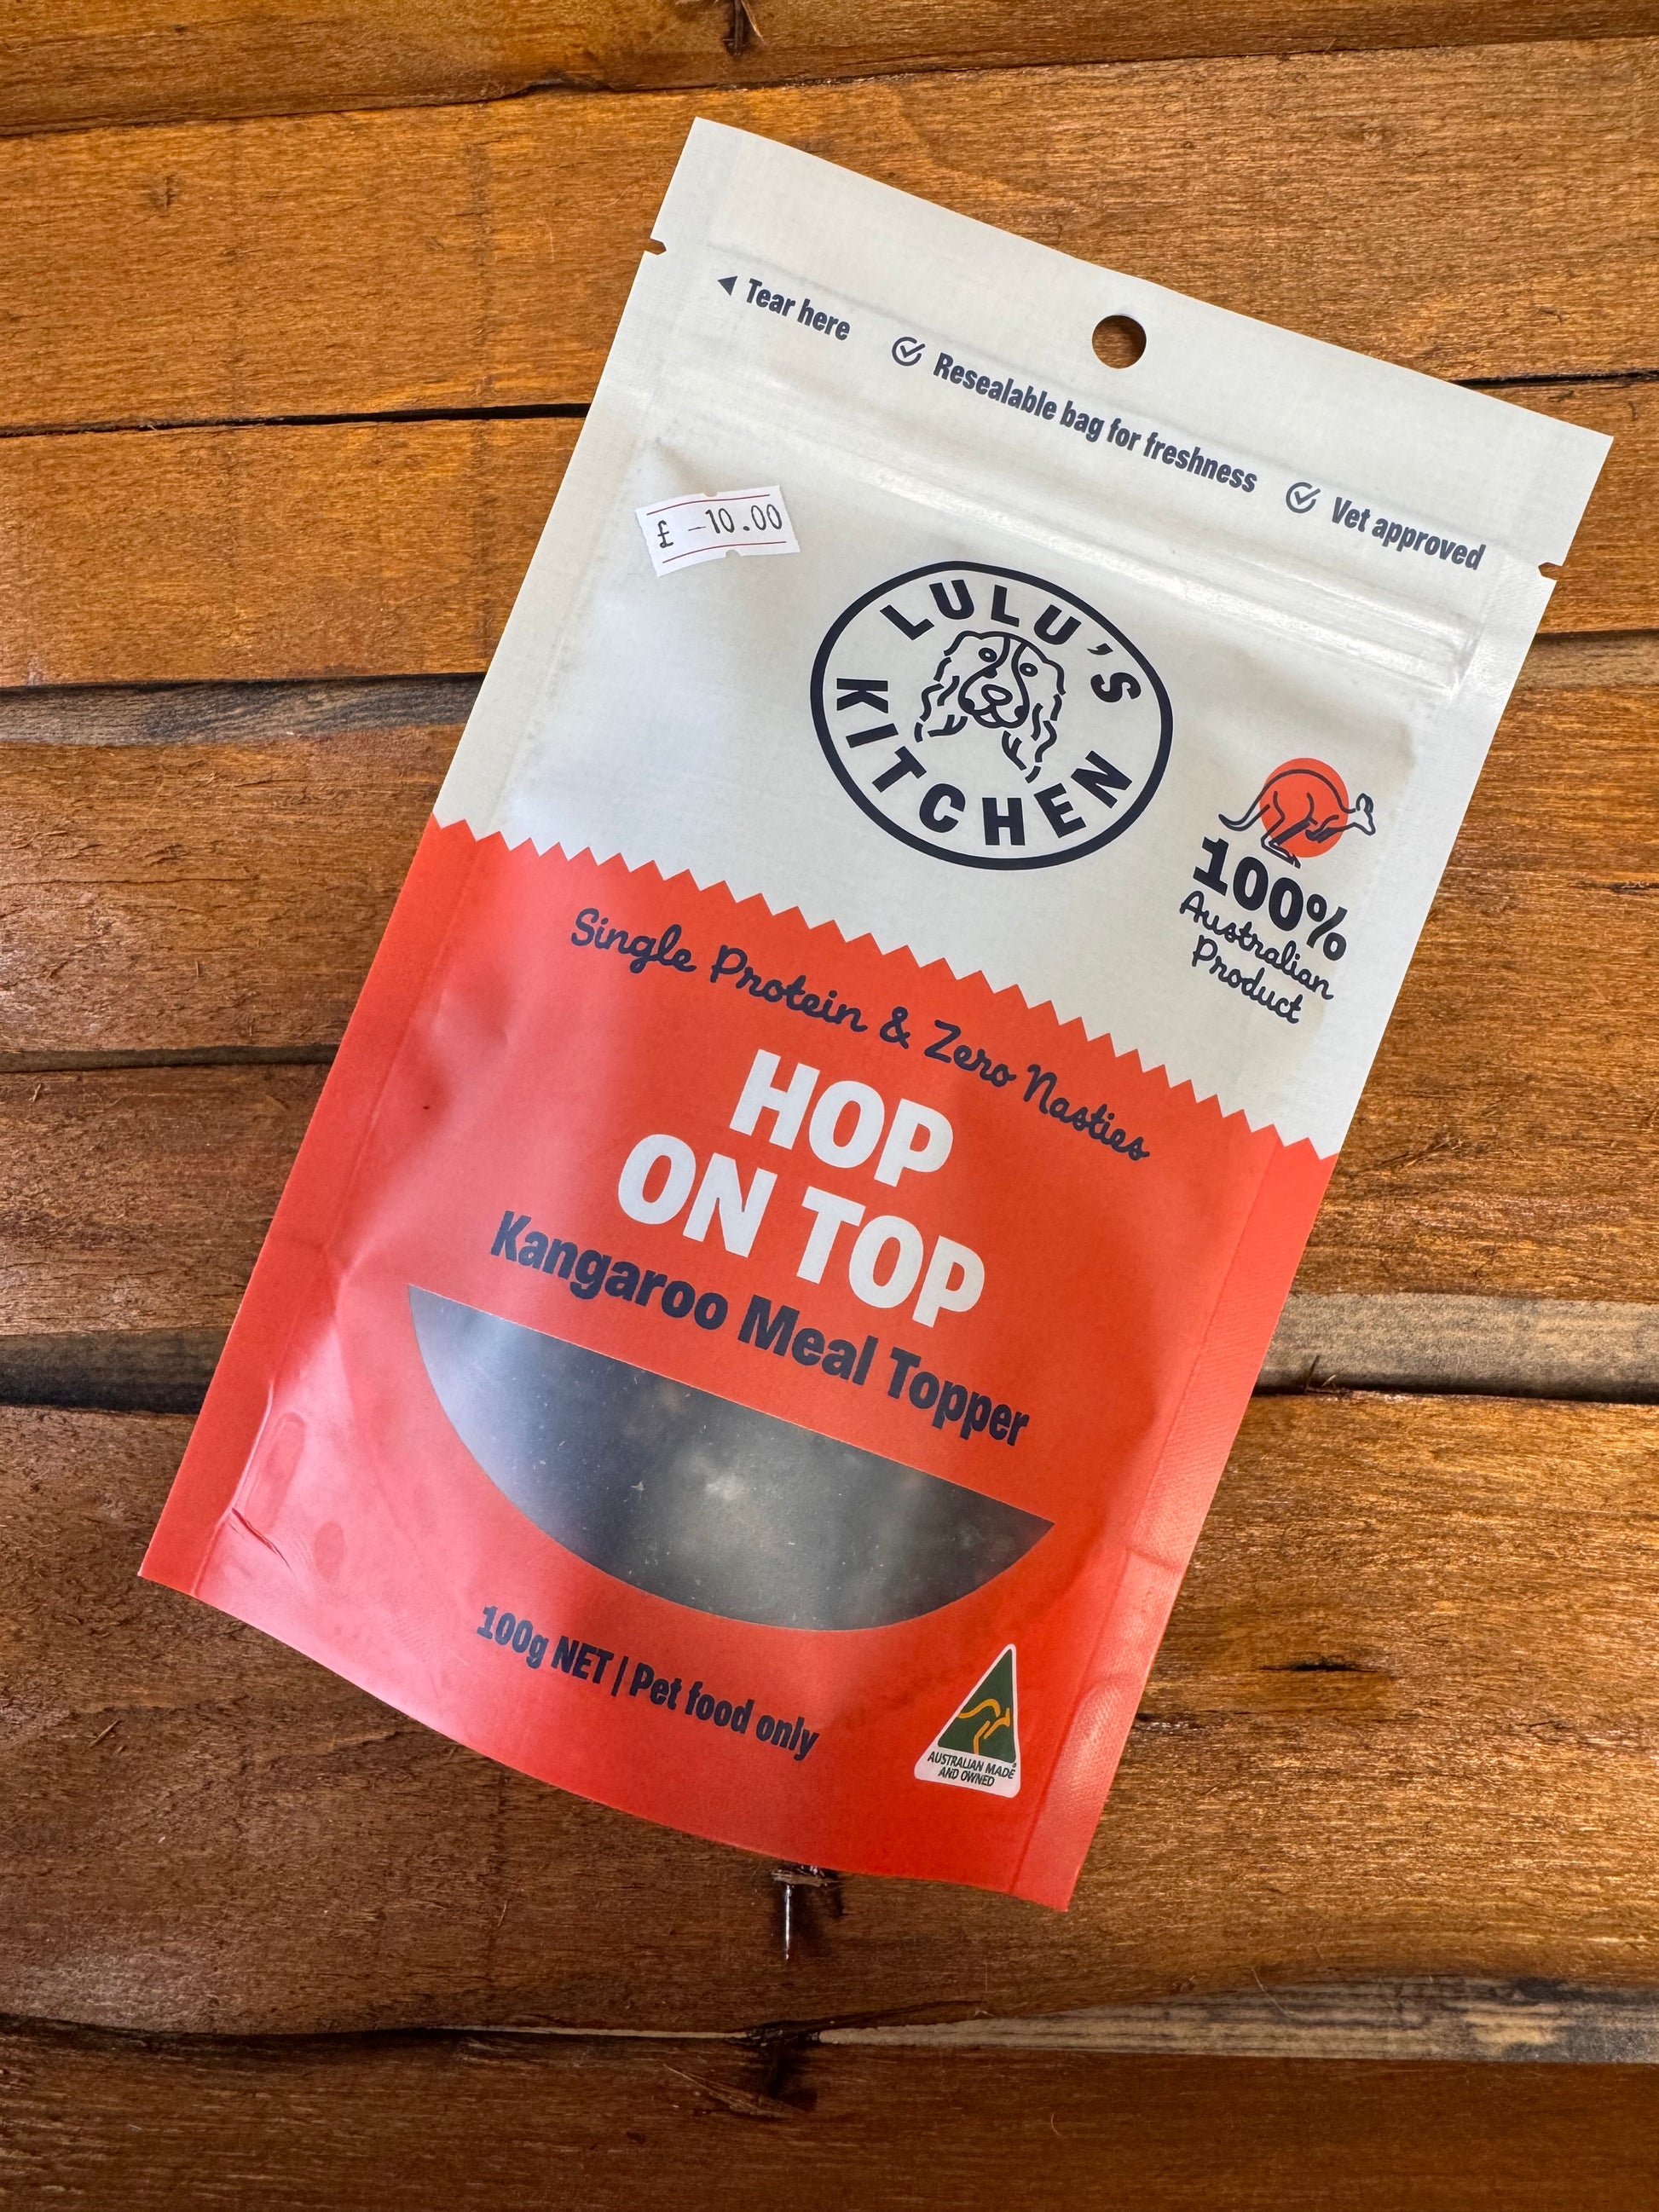 ◀ Tear here Resealable bag for freshness Vet approved
£ -10.00
LULU'S
KITCHEN
100%
Australian
Product
Single Protein & Zero Nasties
HOP
ON TOP
Kangaroo Meal Topper
100g NET | Pet food only
AUSTRALIAN MADE
AND OWNED